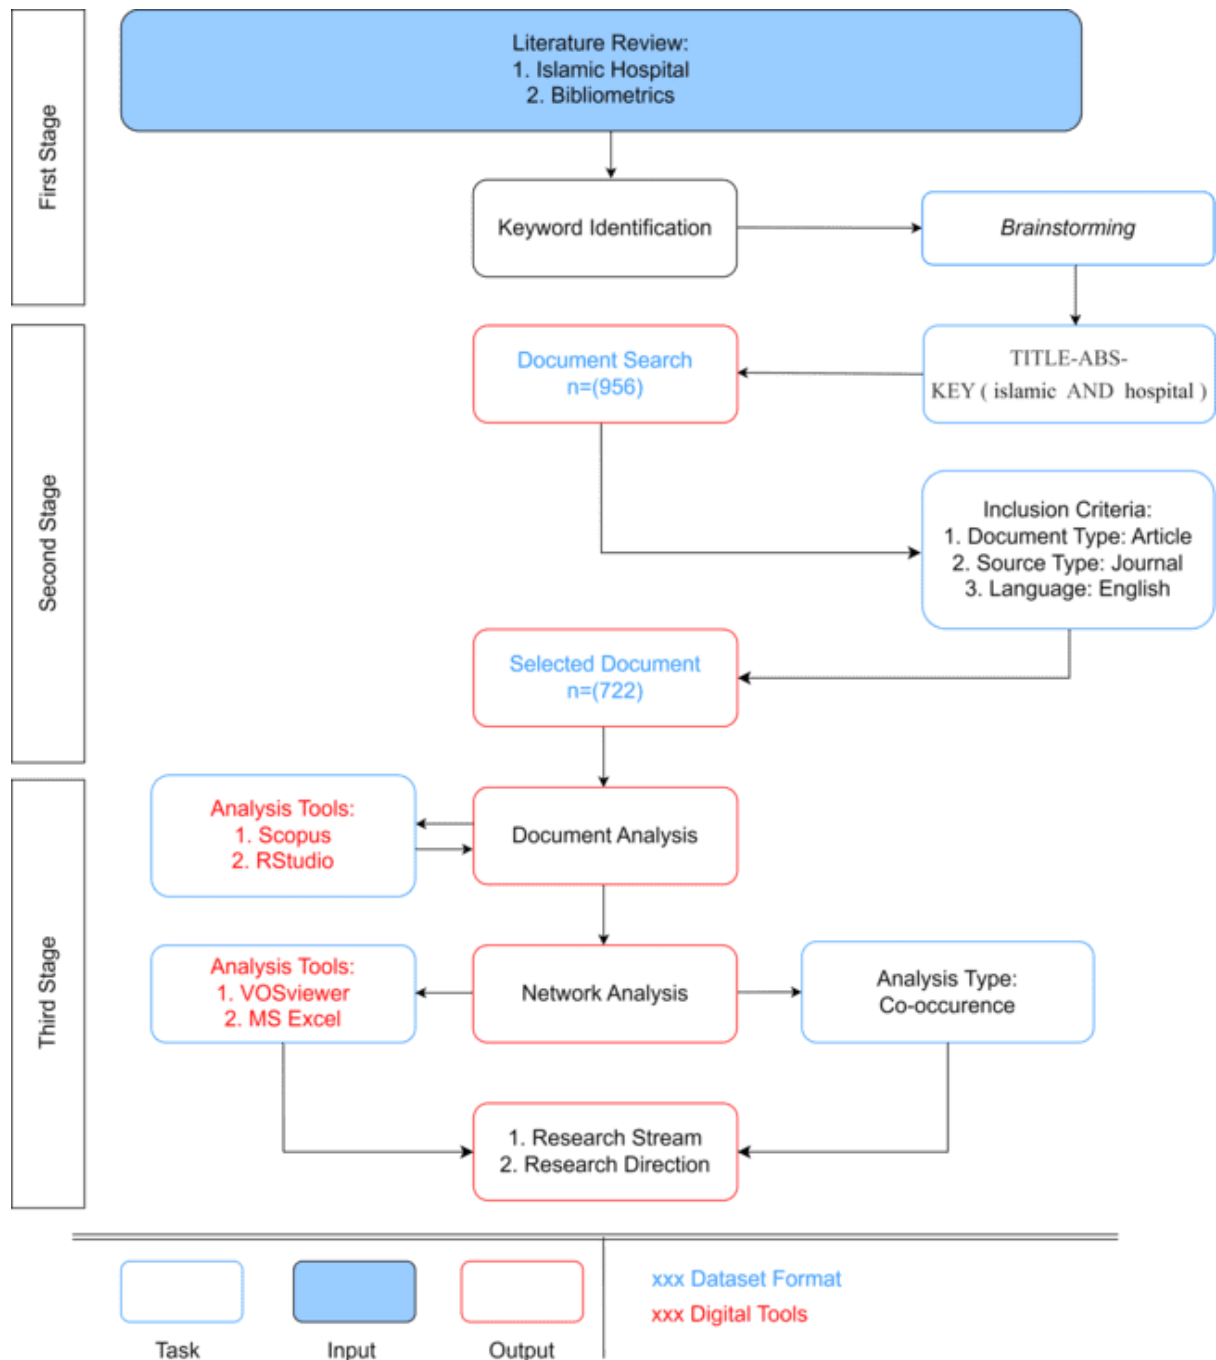 First Stage
Literature Review:
1. Islamic Hospital
2. Bibliometrics
Keyword Identification
Brainstorming
Second Stage
Document Search
n=(956)
TITLE-ABS-
KEY ( islamic AND hospital )
Inclusion Criteria:
1. Document Type: Article
2. Source Type: Journal
3. Language: English
Selected Document
n=(722)
Third Stage
Analysis Tools:
1. Scopus
2. RStudio
Document Analysis
Analysis Tools:
1. VOSviewer
2. MS Excel
Network Analysis
Analysis Type:
Co-occurence
1. Research Stream
2. Research Direction
Task
Input
Output
xxx Dataset Format
xxx Digital Tools